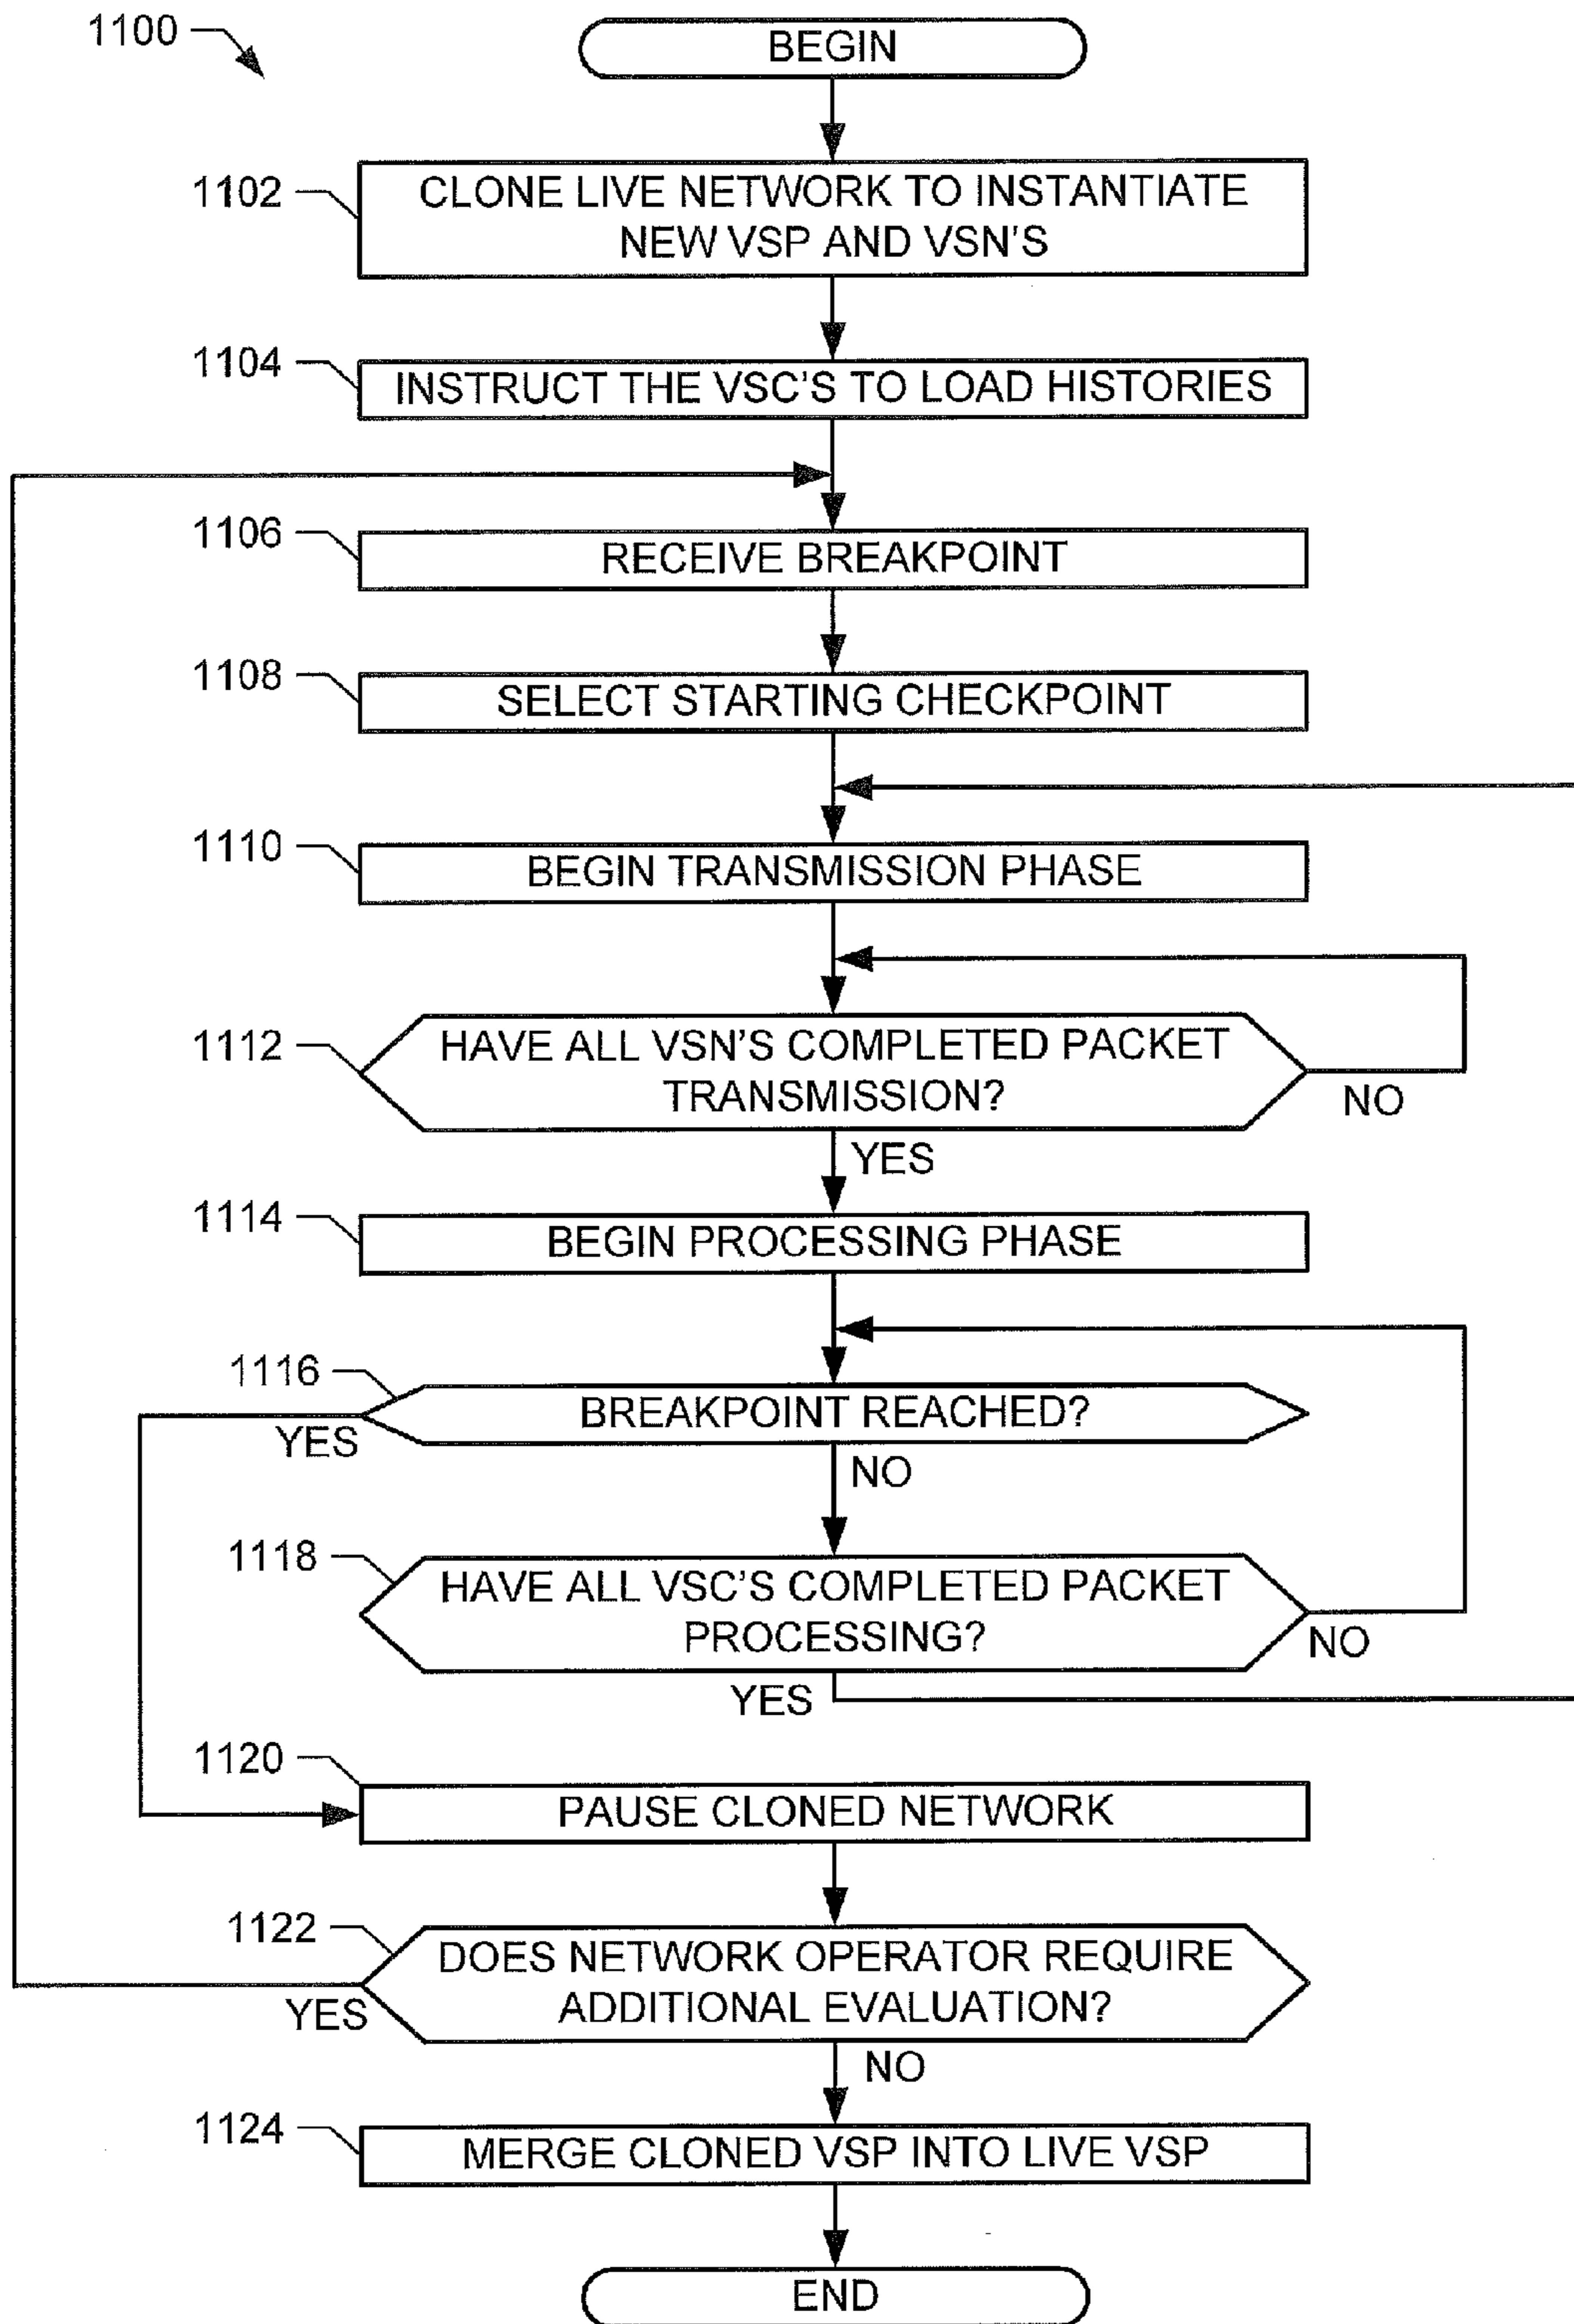 1100
BEGIN
1102
CLONE LIVE NETWORK TO INSTANTIATE
NEW VSP AND VSN'S
1104
INSTRUCT THE VSC'S TO LOAD HISTORIES
1106
RECEIVE BREAKPOINT
1108
SELECT STARTING CHECKPOINT
1110
BEGIN TRANSMISSION PHASE
1112
HAVE ALL VSN'S COMPLETED PACKET
TRANSMISSION?
NO
YES
1114
BEGIN PROCESSING PHASE
1116
BREAKPOINT REACHED?
YES
NO
1118
HAVE ALL VSC'S COMPLETED PACKET
PROCESSING?
NO
YES
1120
PAUSE CLONED NETWORK
1122
DOES NETWORK OPERATOR REQUIRE
ADDITIONAL EVALUATION?
YES
NO
1124
MERGE CLONED VSP INTO LIVE VSP
END